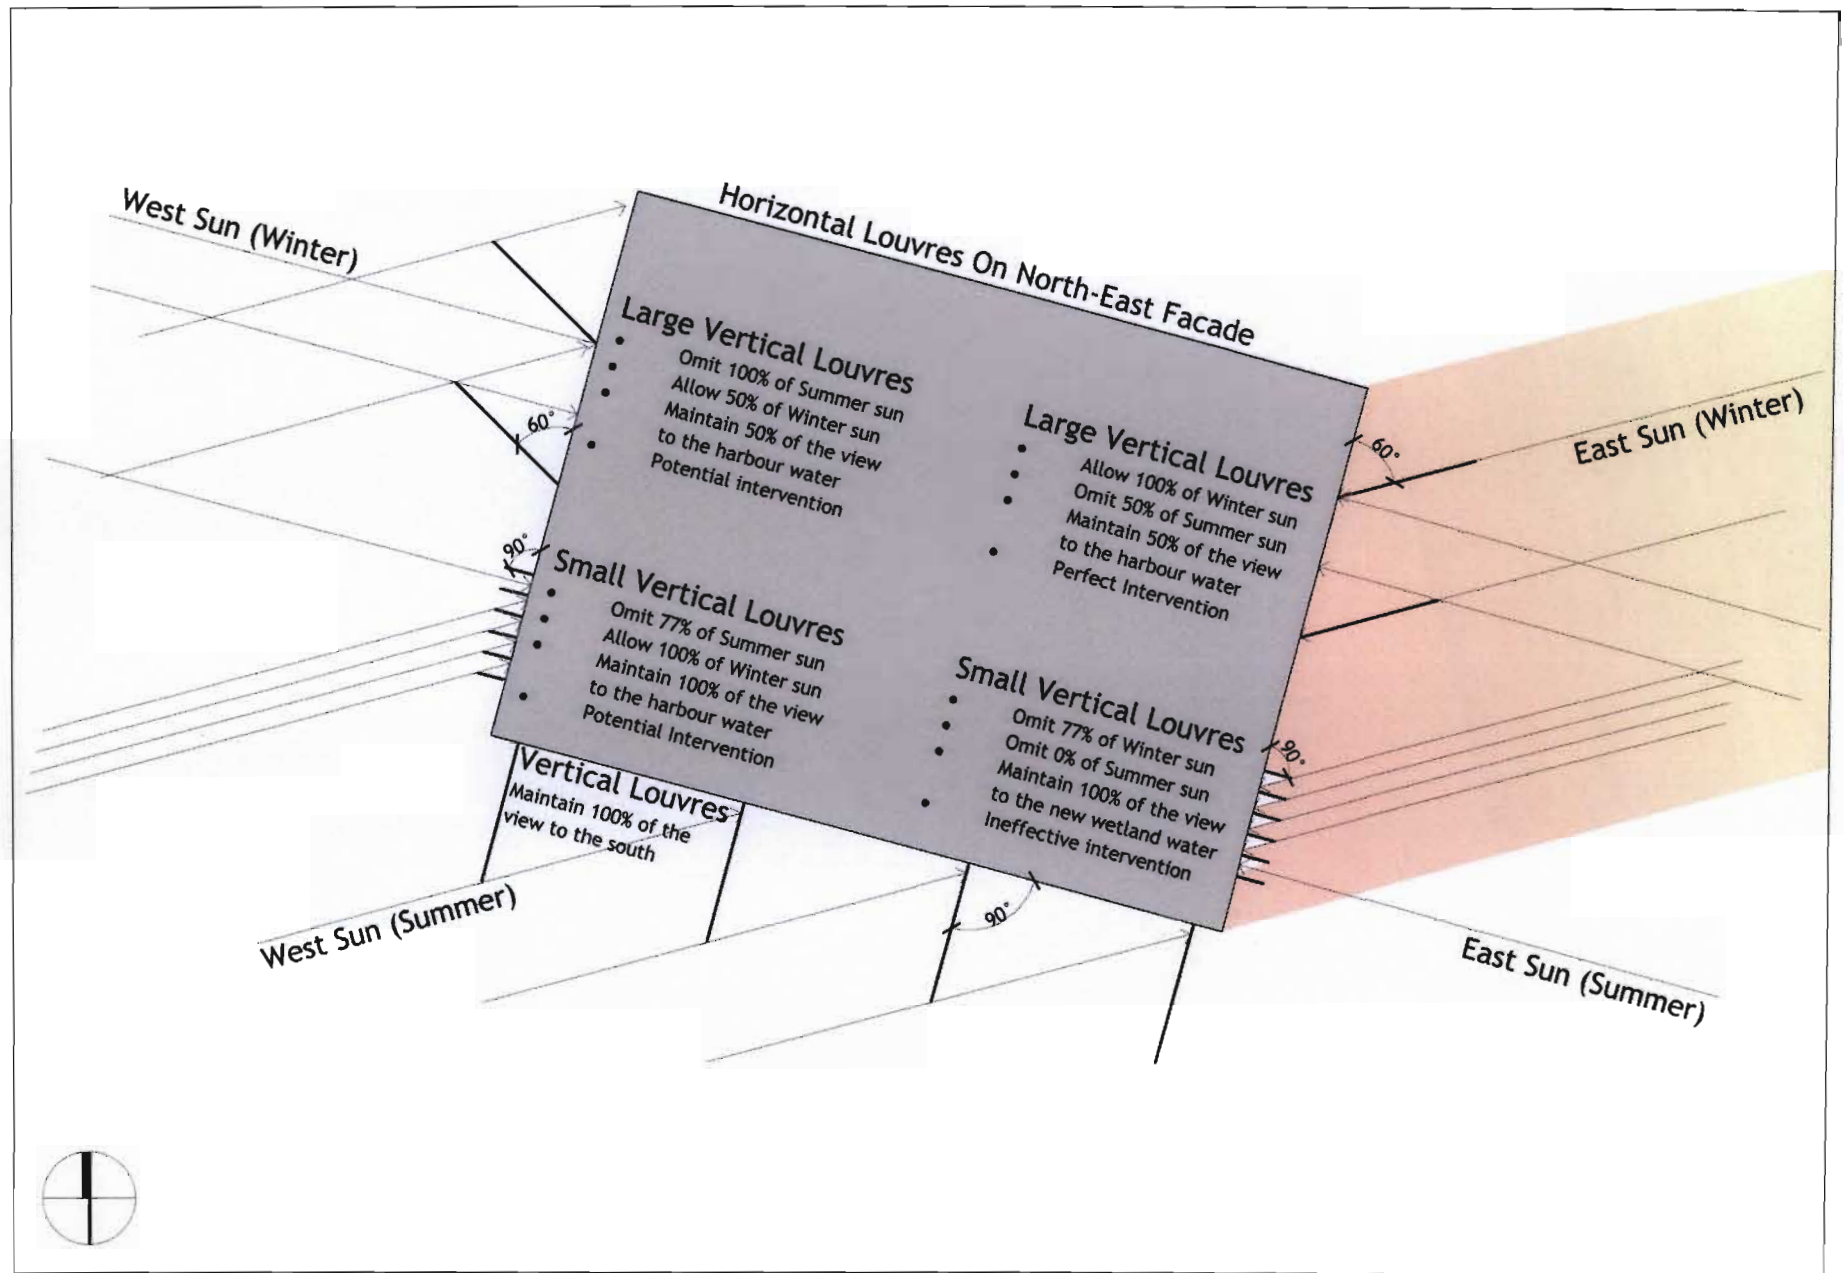 West Sun (Winter)
Horizontal Louvres On North-East Facade
Large Vertical Louvres
• Omit 100% of Summer sun
• Allow 50% of Winter sun
• Maintain 50% of the view
to the harbour water
• Potential intervention
60°
Large Vertical Louvres
• Allow 100% of Winter sun
• Omit 50% of Summer sun
• Maintain 50% of the view
to the harbour water
• Perfect Intervention
60°
East Sun (Winter)
90°
Small Vertical Louvres
• Omit 77% of Summer sun
• Allow 100% of Winter sun
• Maintain 100% of the view
to the harbour water
• Potential Intervention
Small Vertical Louvres
• Omit 77% of Winter sun
• Omit 0% of Summer sun
• Maintain 100% of the view
to the new wetland water
• Ineffective intervention
90°
Vertical Louvres
Maintain 100% of the
view to the south
West Sun (Summer)
90°
East Sun (Summer)